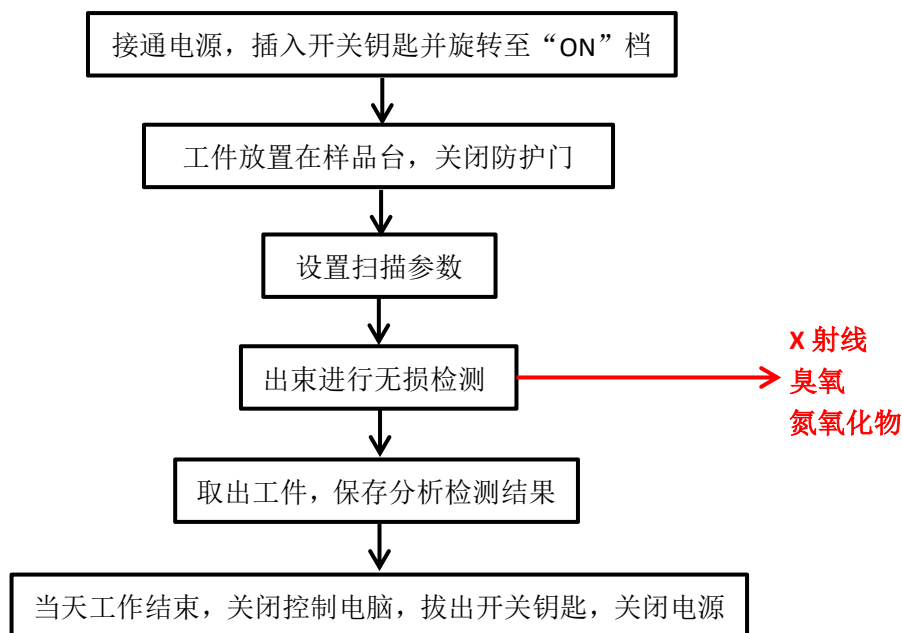 接通电源，插入开关钥匙并旋转至“ON”档
工件放置在样品台，关闭防护门
设置扫描参数
出束进行无损检测
X 射线
臭氧
氮氧化物
取出工件，保存分析检测结果
当天工作结束，关闭控制电脑，拔出开关钥匙，关闭电源